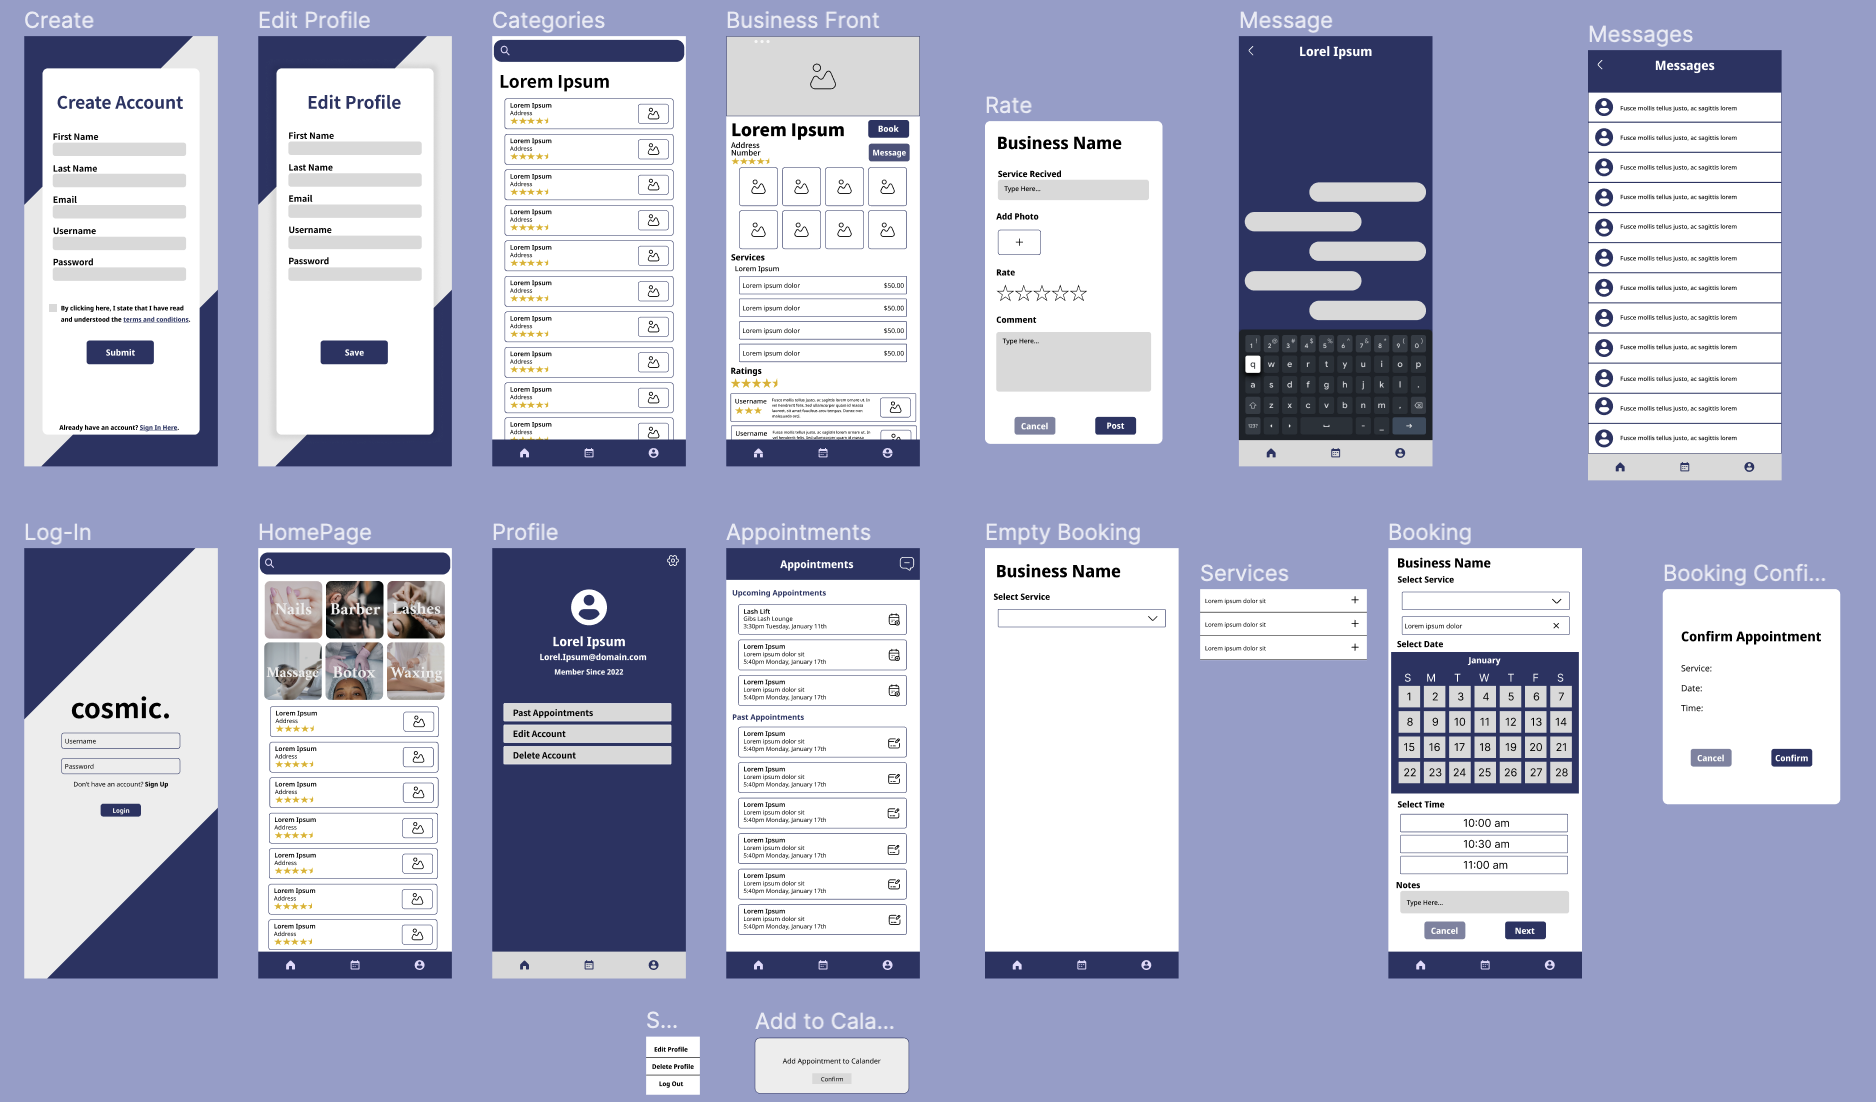 Create
Create Account
First Name
Last Name
Email
Username
Password
By clicking here, I state that I have read
and understood the terms and conditions.
Submit
Already have an account? Sign In Here.
Edit Profile
Edit Profile
First Name
Last Name
Email
Username
Password
Save
Categories
Lorem Ipsum
Lorem Ipsum
Address
Lorem Ipsum
Address
Lorem Ipsum
Address
Lorem Ipsum
Address
Lorem Ipsum
Address
Lorem Ipsum
Address
Lorem Ipsum
Address
Lorem Ipsum
Address
Lorem Ipsum
Address
Lorem Ipsum
Address
Business Front
Lorem Ipsum
Book
Address
Number
Message
Services
Lorem Ipsum
Lorem ipsum dolor $50.00
Lorem ipsum dolor $50.00
Lorem ipsum dolor $50.00
Lorem ipsum dolor $50.00
Ratings
Username
Username
Rate
Business Name
Service Recived
Type Here...
Add Photo
+
Rate
Comment
Type Here...
Cancel Post
Message
Lorel Ipsum
1 2 3 4 5 6 7 8 9 0
q w e r t y u i o p
a s d f g h j k l .
z x c v b n m ,
Messages
Messages
Fusce mollis tellus justo, ac sagittis lorem
Fusce mollis tellus justo, ac sagittis lorem
Fusce mollis tellus justo, ac sagittis lorem
Fusce mollis tellus justo, ac sagittis lorem
Fusce mollis tellus justo, ac sagittis lorem
Fusce mollis tellus justo, ac sagittis lorem
Fusce mollis tellus justo, ac sagittis lorem
Fusce mollis tellus justo, ac sagittis lorem
Fusce mollis tellus justo, ac sagittis lorem
Fusce mollis tellus justo, ac sagittis lorem
Fusce mollis tellus justo, ac sagittis lorem
Fusce mollis tellus justo, ac sagittis lorem
Log-In
cosmic.
Username
Password
Don't have an account? Sign Up
Login
HomePage
Nails Barber Lashes
Massage Botox Waxing
Lorem Ipsum
Address
Lorem Ipsum
Address
Lorem Ipsum
Address
Lorem Ipsum
Address
Lorem Ipsum
Address
Lorem Ipsum
Address
Lorem Ipsum
Address
Profile
Lorel Ipsum
Lorel.Ipsum@domain.com
Member Since 2022
Past Appointments
Edit Account
Delete Account
Appointments
Appointments
Upcoming Appointments
Lash Lift
Gibs Lash Lounge
3:30pm Tuesday, January 11th
Lorem Ipsum
Lorem ipsum dolor sit
5:40pm Monday, January 17th
Lorem Ipsum
Lorem ipsum dolor sit
5:40pm Monday, January 17th
Past Appointments
Lorem Ipsum
Lorem ipsum dolor sit
5:40pm Monday, January 17th
Lorem Ipsum
Lorem ipsum dolor sit
5:40pm Monday, January 17th
Lorem Ipsum
Lorem ipsum dolor sit
5:40pm Monday, January 17th
Lorem Ipsum
Lorem ipsum dolor sit
5:40pm Monday, January 17th
Lorem Ipsum
Lorem ipsum dolor sit
5:40pm Monday, January 17th
Lorem Ipsum
Lorem ipsum dolor sit
5:40pm Monday, January 17th
Empty Booking
Business Name
Select Service
Services
Lorem ipsum dolor sit +
Lorem ipsum dolor sit +
Lorem ipsum dolor sit +
Booking
Business Name
Select Service
Lorem ipsum dolor
Select Date
January
S M T W T F S
1 2 3 4 5 6 7
8 9 10 11 12 13 14
15 16 17 18 19 20 21
22 23 24 25 26 27 28
Select Time
10:00 am
10:30 am
11:00 am
Notes
Type Here...
Cancel Next
Booking Confi...
Confirm Appointment
Service:
Date:
Time:
Cancel Confirm
S...
Edit Profile
Delete Profile
Log Out
Add to Cala...
Add Appointment to Calander
Confirm